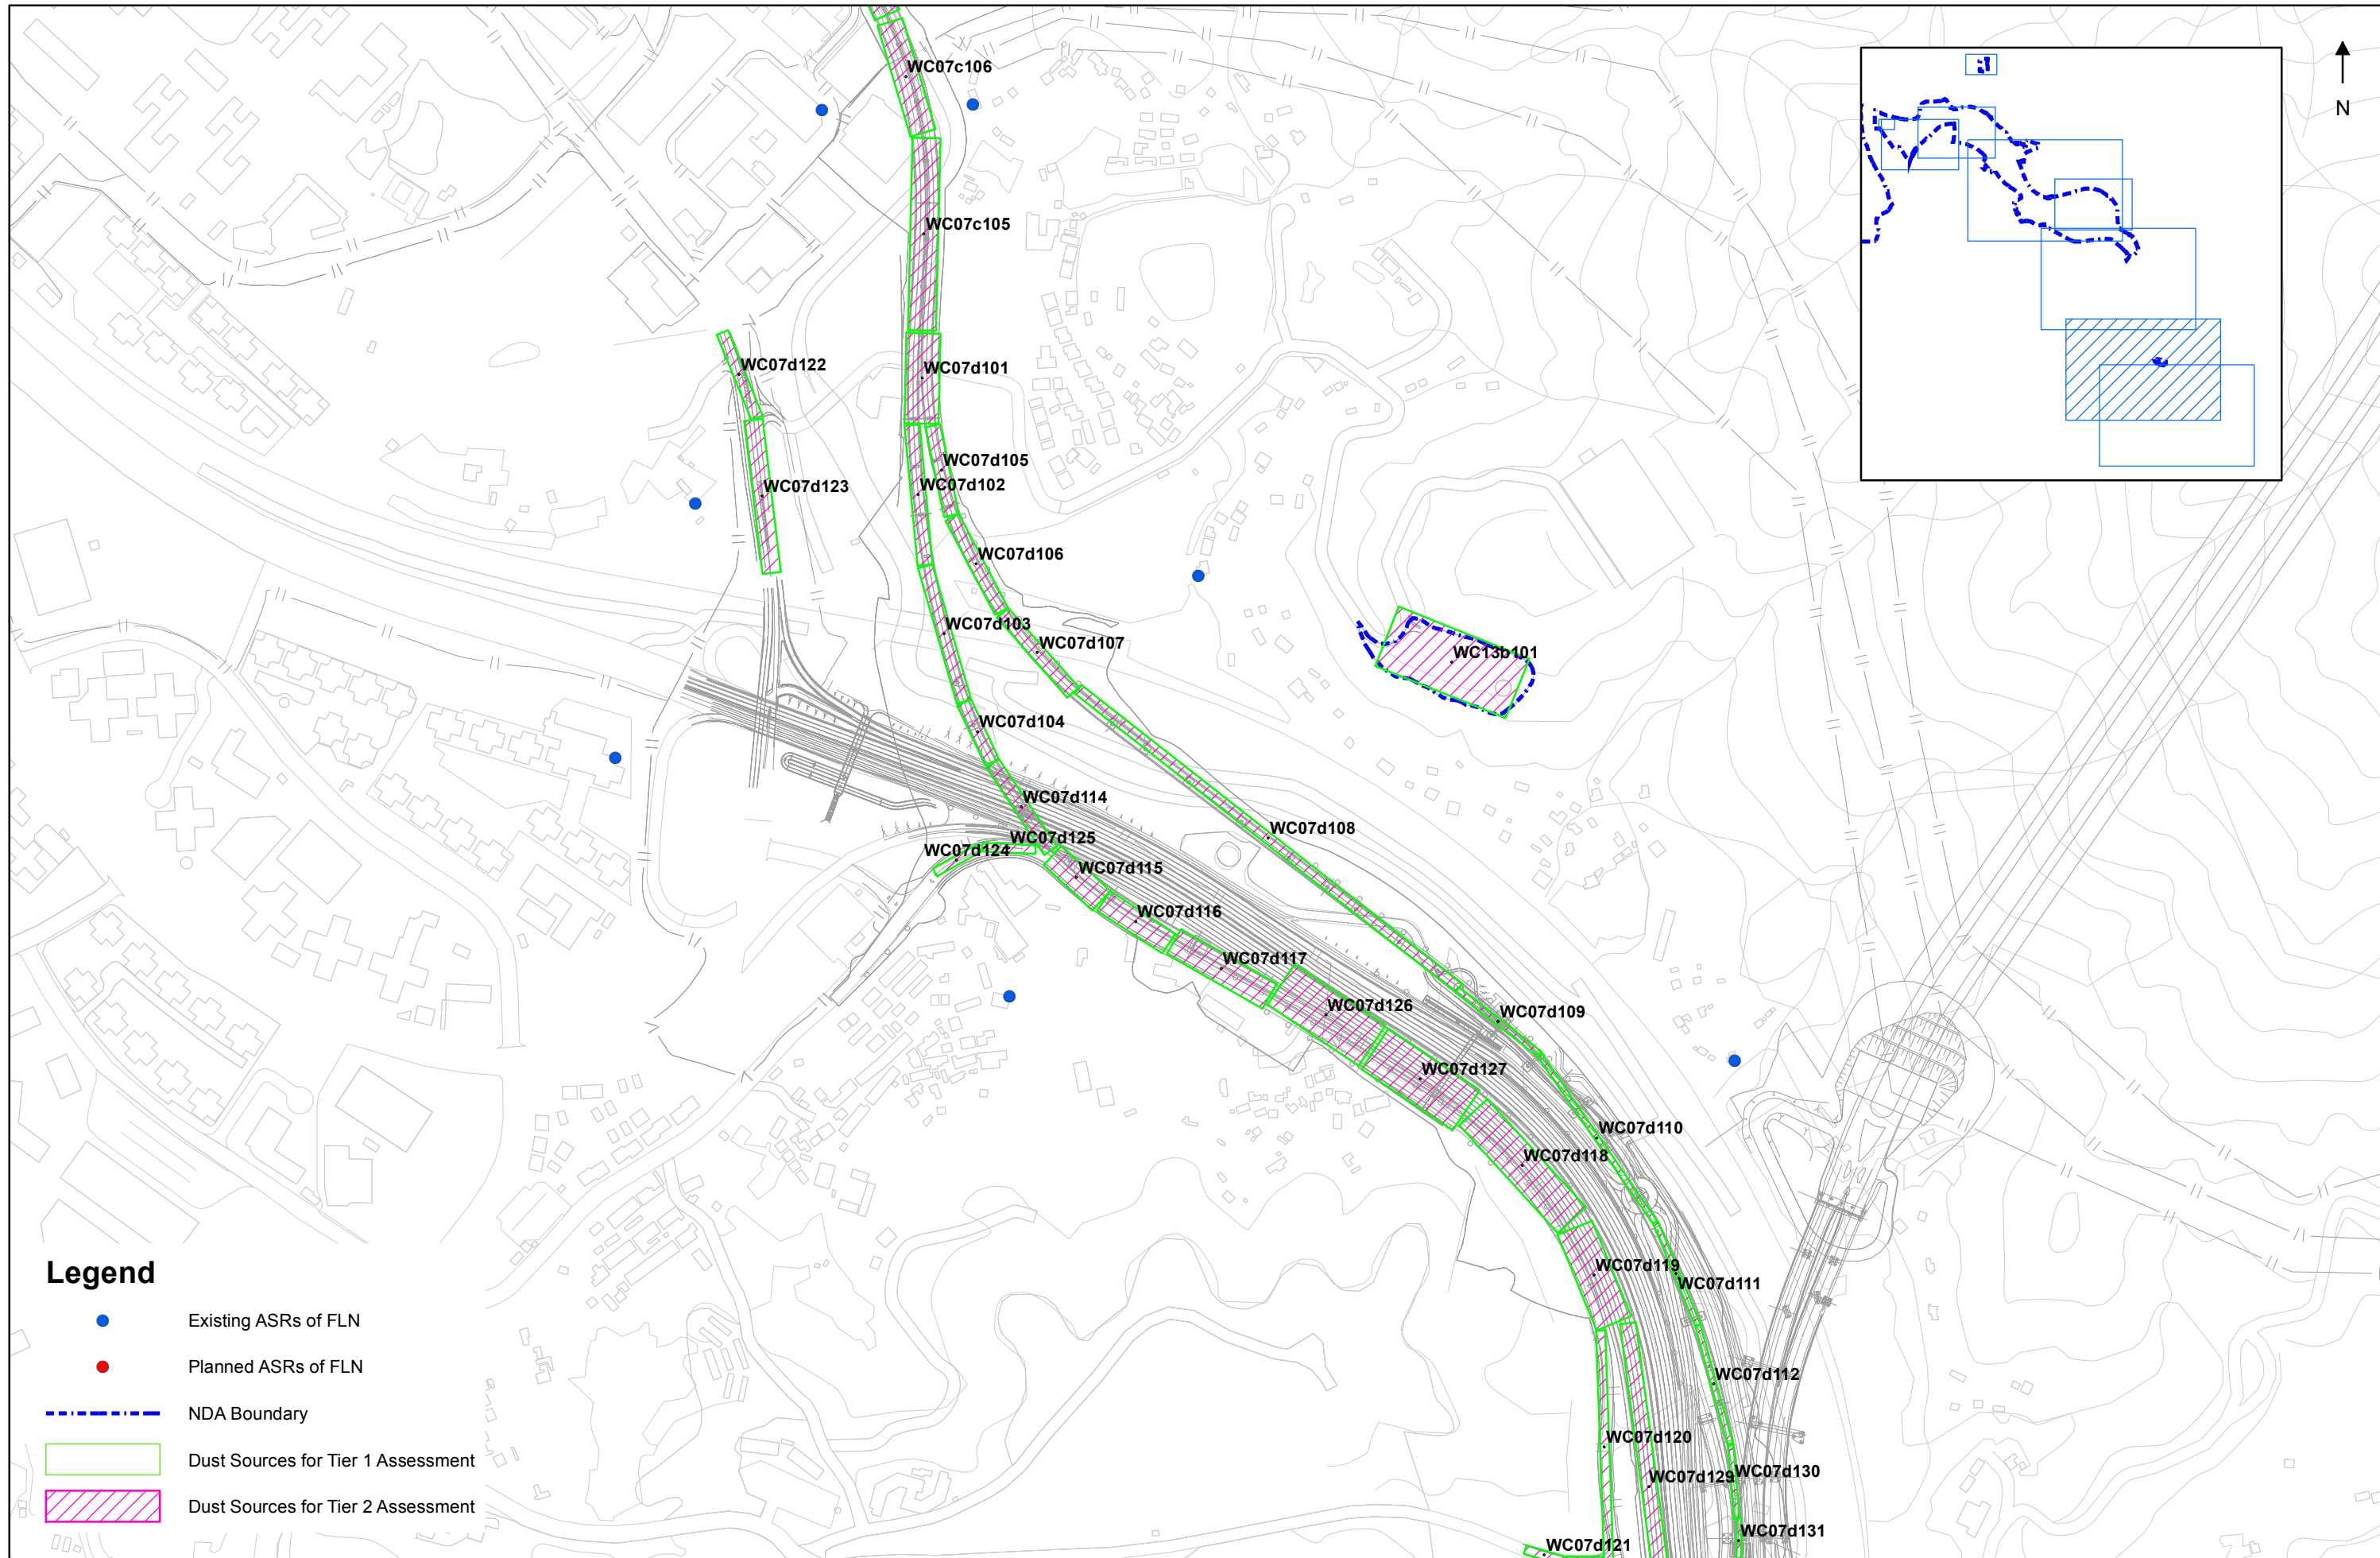 WC07c106
N
WC07c105
WC07d122
WC07d101
WC07d105
WC07d123
WC07d102
WC07d106
WC07d103
WC07d107
WC13b101
WC07d104
WC07d114
WC07d108
WC07d125
WC07d124
WC07d115
WC07d116
WC07d117
WC07d126
WC07d109
WC07d127
WC07d110
WC07d118
WC07d119
WC07d111
WC07d112
WC07d120
WC07d129
WC07d130
WC07d131
WC07d121
Legend
Existing ASRs of FLN
Planned ASRs of FLN
NDA Boundary
Dust Sources for Tier 1 Assessment
Dust Sources for Tier 2 Assessment